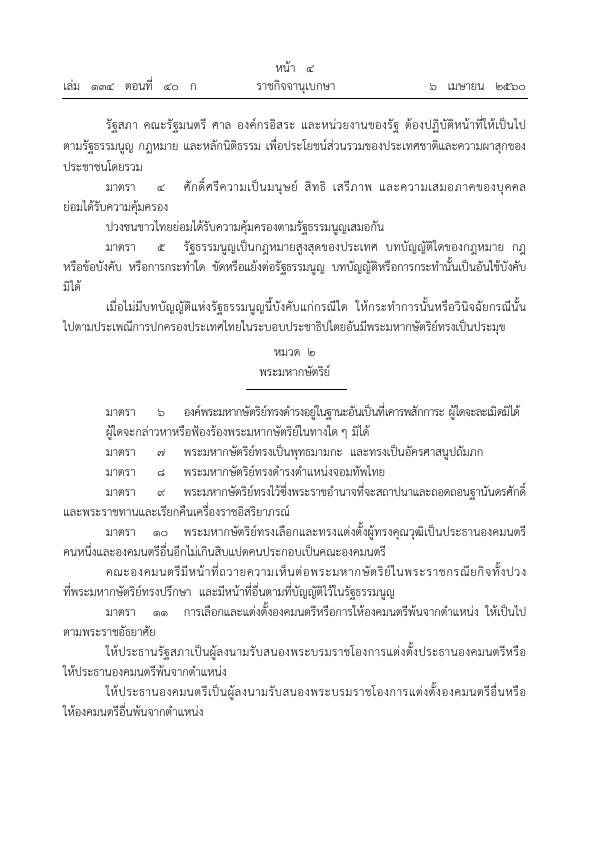 หน้า ๔
เล่ม ๑๓๔ ตอนที่ ๔๐ ก ราชกิจจานุเบกษา ๖ เมษายน ๒๕๖๐
รัฐสภา คณะรัฐมนตรี ศาล องค์กรอิสระ และหน่วยงานของรัฐ ต้องปฏิบัติหน้าที่ให้เป็นไป
ตามรัฐธรรมนูญ กฎหมาย และหลักนิติธรรม เพื่อประโยชน์ส่วนรวมของประเทศชาติและความผาสุกของ
ประชาชนโดยรวม
มาตรา ๔ ศักดิ์ศรีความเป็นมนุษย์ สิทธิ เสรีภาพ และความเสมอภาคของบุคคล
ย่อมได้รับความคุ้มครอง
ปวงชนชาวไทยย่อมได้รับความคุ้มครองตามรัฐธรรมนูญเสมอกัน
มาตรา ๕ รัฐธรรมนูญเป็นกฎหมายสูงสุดของประเทศ บทบัญญัติใดของกฎหมาย กฎ
หรือข้อบังคับ หรือการกระทำใด ขัดหรือแย้งต่อรัฐธรรมนูญ บทบัญญัติหรือการกระทำนั้นเป็นอันใช้บังคับ
มิได้
เมื่อไม่มีบทบัญญัติแห่งรัฐธรรมนูญนี้บังคับแก่กรณีใด ให้กระทำการนั้นหรือวินิจฉัยกรณีนั้น
ไปตามประเพณีการปกครองประเทศไทยในระบอบประชาธิปไตยอันมีพระมหากษัตริย์ทรงเป็นประมุข
หมวด ๒
พระมหากษัตริย์
มาตรา ๖ องค์พระมหากษัตริย์ทรงดำรงอยู่ในฐานะอันเป็นที่เคารพสักการะ ผู้ใดจะละเมิดมิได้
ผู้ใดจะกล่าวหาหรือฟ้องร้องพระมหากษัตริย์ในทางใด ๆ มิได้
มาตรา ๗ พระมหากษัตริย์ทรงเป็นพุทธมามกะ และทรงเป็นอัครศาสนูปถัมภก
มาตรา ๘ พระมหากษัตริย์ทรงดำรงตำแหน่งจอมทัพไทย
มาตรา ๙ พระมหากษัตริย์ทรงไว้ซึ่งพระราชอำนาจที่จะสถาปนาและถอดถอนฐานันดรศักดิ์
และพระราชทานและเรียกคืนเครื่องราชอิสริยาภรณ์
มาตรา ๑๐ พระมหากษัตริย์ทรงเลือกและทรงแต่งตั้งผู้ทรงคุณวุฒิเป็นประธานองคมนตรี
คนหนึ่งและองคมนตรีอื่นอีกไม่เกินสิบแปดคนประกอบเป็นคณะองคมนตรี
คณะองคมนตรีมีหน้าที่ถวายความเห็นต่อพระมหากษัตริย์ในพระราชกรณียกิจทั้งปวง
ที่พระมหากษัตริย์ทรงปรึกษา และมีหน้าที่อื่นตามที่บัญญัติไว้ในรัฐธรรมนูญ
มาตรา ๑๑ การเลือกและแต่งตั้งองคมนตรีหรือการให้องคมนตรีพ้นจากตำแหน่ง ให้เป็นไป
ตามพระราชอัธยาศัย
ให้ประธานรัฐสภาเป็นผู้ลงนามรับสนองพระบรมราชโองการแต่งตั้งประธานองคมนตรีหรือ
ให้ประธานองคมนตรีพ้นจากตำแหน่ง
ให้ประธานองคมนตรีเป็นผู้ลงนามรับสนองพระบรมราชโองการแต่งตั้งองคมนตรีอื่นหรือ
ให้องคมนตรีอื่นพ้นจากตำแหน่ง